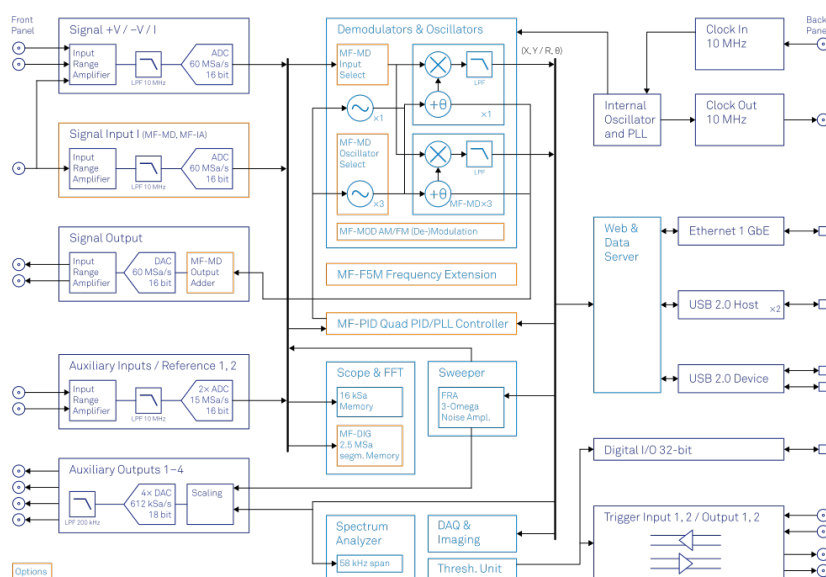 Front
Panel
Signal +V / −V / I
Input
Range
Amplifier
LPF 10 MHz
ADC
60 MSa/s
16 bit
Signal Input I (MF-MD, MF-IA)
Input
Range
Amplifier
LPF 10 MHz
ADC
60 MSa/s
16 bit
Signal Output
Input
Range
Amplifier
DAC
60 MSa/s
16 bit
MF-MD
Output
Adder
Auxiliary Inputs / Reference 1, 2
Input
Range
Amplifier
LPF 10 MHz
2× ADC
15 MSa/s
16 bit
Auxiliary Outputs 1–4
LPF 200 kHz
4× DAC
612 kSa/s
18 bit
Scaling
Options
Demodulators & Oscillators
MF-MD
Input
Select
×1
MF-MD
Oscillator
Select
×3
LPF
+θ
×1
LPF
+θ
MF-MD×3
MF-MOD AM/FM (De-)Modulation
(X, Y / R, θ)
MF-F5M Frequency Extension
MF-PID Quad PID/PLL Controller
Scope & FFT
16 kSa
Memory
MF-DIG
2.5 MSa
segm. Memory
Sweeper
FRA
3-Omega
Noise Ampl.
Spectrum
Analyzer
58 kHz span
DAQ &
Imaging
Thresh. Unit
Back
Pane
Clock In
10 MHz
Internal
Oscillator
and PLL
Clock Out
10 MHz
Web &
Data
Server
Ethernet 1 GbE
USB 2.0 Host ×2
USB 2.0 Device
Digital I/O 32-bit
Trigger Input 1, 2 / Output 1, 2